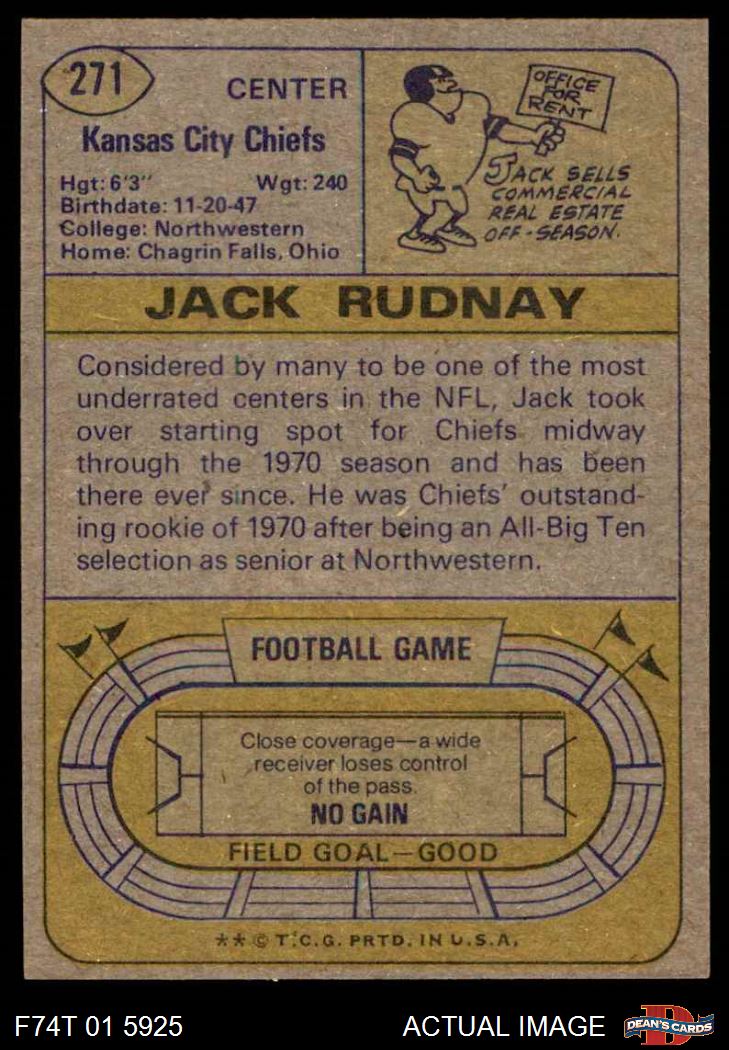 271
CENTER
Kansas City Chiefs
Hgt: 6'3" Wgt: 240
Birthdate: 11-20-47
College: Northwestern
Home: Chagrin Falls, Ohio
OFFICE
FOR
RENT
JACK SELLS
COMMERCIAL
REAL ESTATE
OFF-SEASON.
JACK RUDNAY
Considered by many to be one of the most
underrated centers in the NFL, Jack took
over starting spot for Chiefs midway
through the 1970 season and has been
there ever since. He was Chiefs' outstand-
ing rookie of 1970 after being an All-Big Ten
selection as senior at Northwestern.
FOOTBALL GAME
Close coverage—a wide
receiver loses control
of the pass.
NO GAIN
FIELD GOAL—GOOD
** © T.C.G. PRTD. IN U.S.A.
F74T 01 5925 ACTUAL IMAGE
D
DEAN'S CARDS